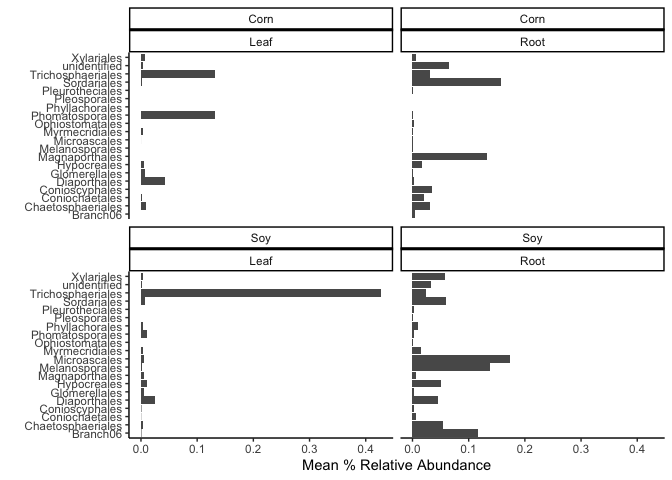 Corn
Corn
Leaf
Root
Xylariales
unidentified
Trichosphaeriales
Sordariales
Pleurotheciales
Pleosporales
Phyllachorales
Phomatosporales
Ophiostomatales
Myrmecridiales
Microascales
Melanosporales
Magnaporthales
Hypocreales
Glomerellales
Diaporthales
Conioscyphales
Coniochaetales
Chaetosphaeriales
Branch06
Soy
Soy
Leaf
Root
Xylariales
unidentified
Trichosphaeriales
Sordariales
Pleurotheciales
Pleosporales
Phyllachorales
Phomatosporales
Ophiostomatales
Myrmecridiales
Microascales
Melanosporales
Magnaporthales
Hypocreales
Glomerellales
Diaporthales
Conioscyphales
Coniochaetales
Chaetosphaeriales
Branch06
0.0 0.1 0.2 0.3 0.4 0.0 0.1 0.2 0.3 0.4
Mean % Relative Abundance